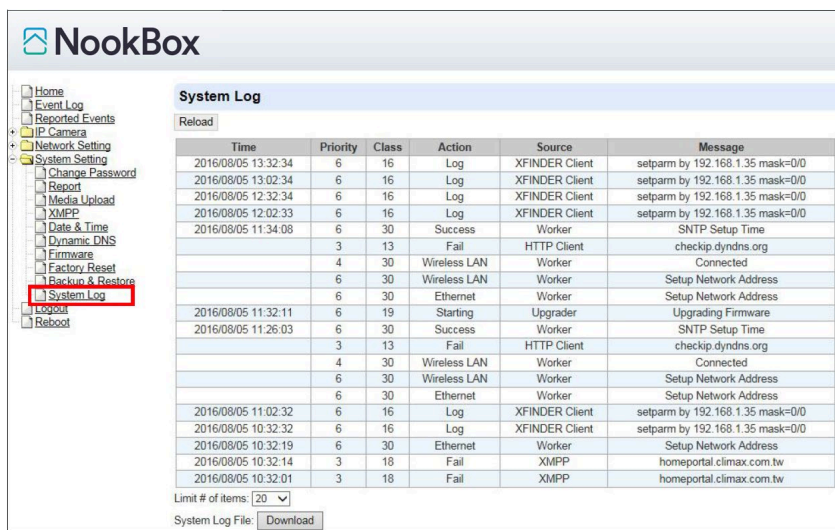 NookBox
Home
Event Log
Reported Events
IP Camera
Network Setting
System Setting
Change Password
Report
Media Upload
XMPP
Date & Time
Dynamic DNS
Firmware
Factory Reset
Backup & Restore
System Log
Logout
Reboot
System Log
Reload
Time Priority Class Action Source Message
2016/08/05 13:32:34 6 16 Log XFINDER Client setparm by 192.168.1.35 mask=0/0
2016/08/05 13:02:34 6 16 Log XFINDER Client setparm by 192.168.1.35 mask=0/0
2016/08/05 12:32:34 6 16 Log XFINDER Client setparm by 192.168.1.35 mask=0/0
2016/08/05 12:02:33 6 16 Log XFINDER Client setparm by 192.168.1.35 mask=0/0
2016/08/05 11:34:08 6 30 Success Worker SNTP Setup Time
3 13 Fail HTTP Client checkip.dyndns.org
4 30 Wireless LAN Worker Connected
6 30 Wireless LAN Worker Setup Network Address
6 30 Ethernet Worker Setup Network Address
2016/08/05 11:32:11 6 19 Starting Upgrader Upgrading Firmware
2016/08/05 11:26:03 6 30 Success Worker SNTP Setup Time
3 13 Fail HTTP Client checkip.dyndns.org
4 30 Wireless LAN Worker Connected
6 30 Wireless LAN Worker Setup Network Address
6 30 Ethernet Worker Setup Network Address
2016/08/05 11:02:32 6 16 Log XFINDER Client setparm by 192.168.1.35 mask=0/0
2016/08/05 10:32:32 6 16 Log XFINDER Client setparm by 192.168.1.35 mask=0/0
2016/08/05 10:32:19 6 30 Ethernet Worker Setup Network Address
2016/08/05 10:32:14 3 18 Fail XMPP homeportal.climax.com.tw
2016/08/05 10:32:01 3 18 Fail XMPP homeportal.climax.com.tw
Limit # of items: 20
System Log File: Download